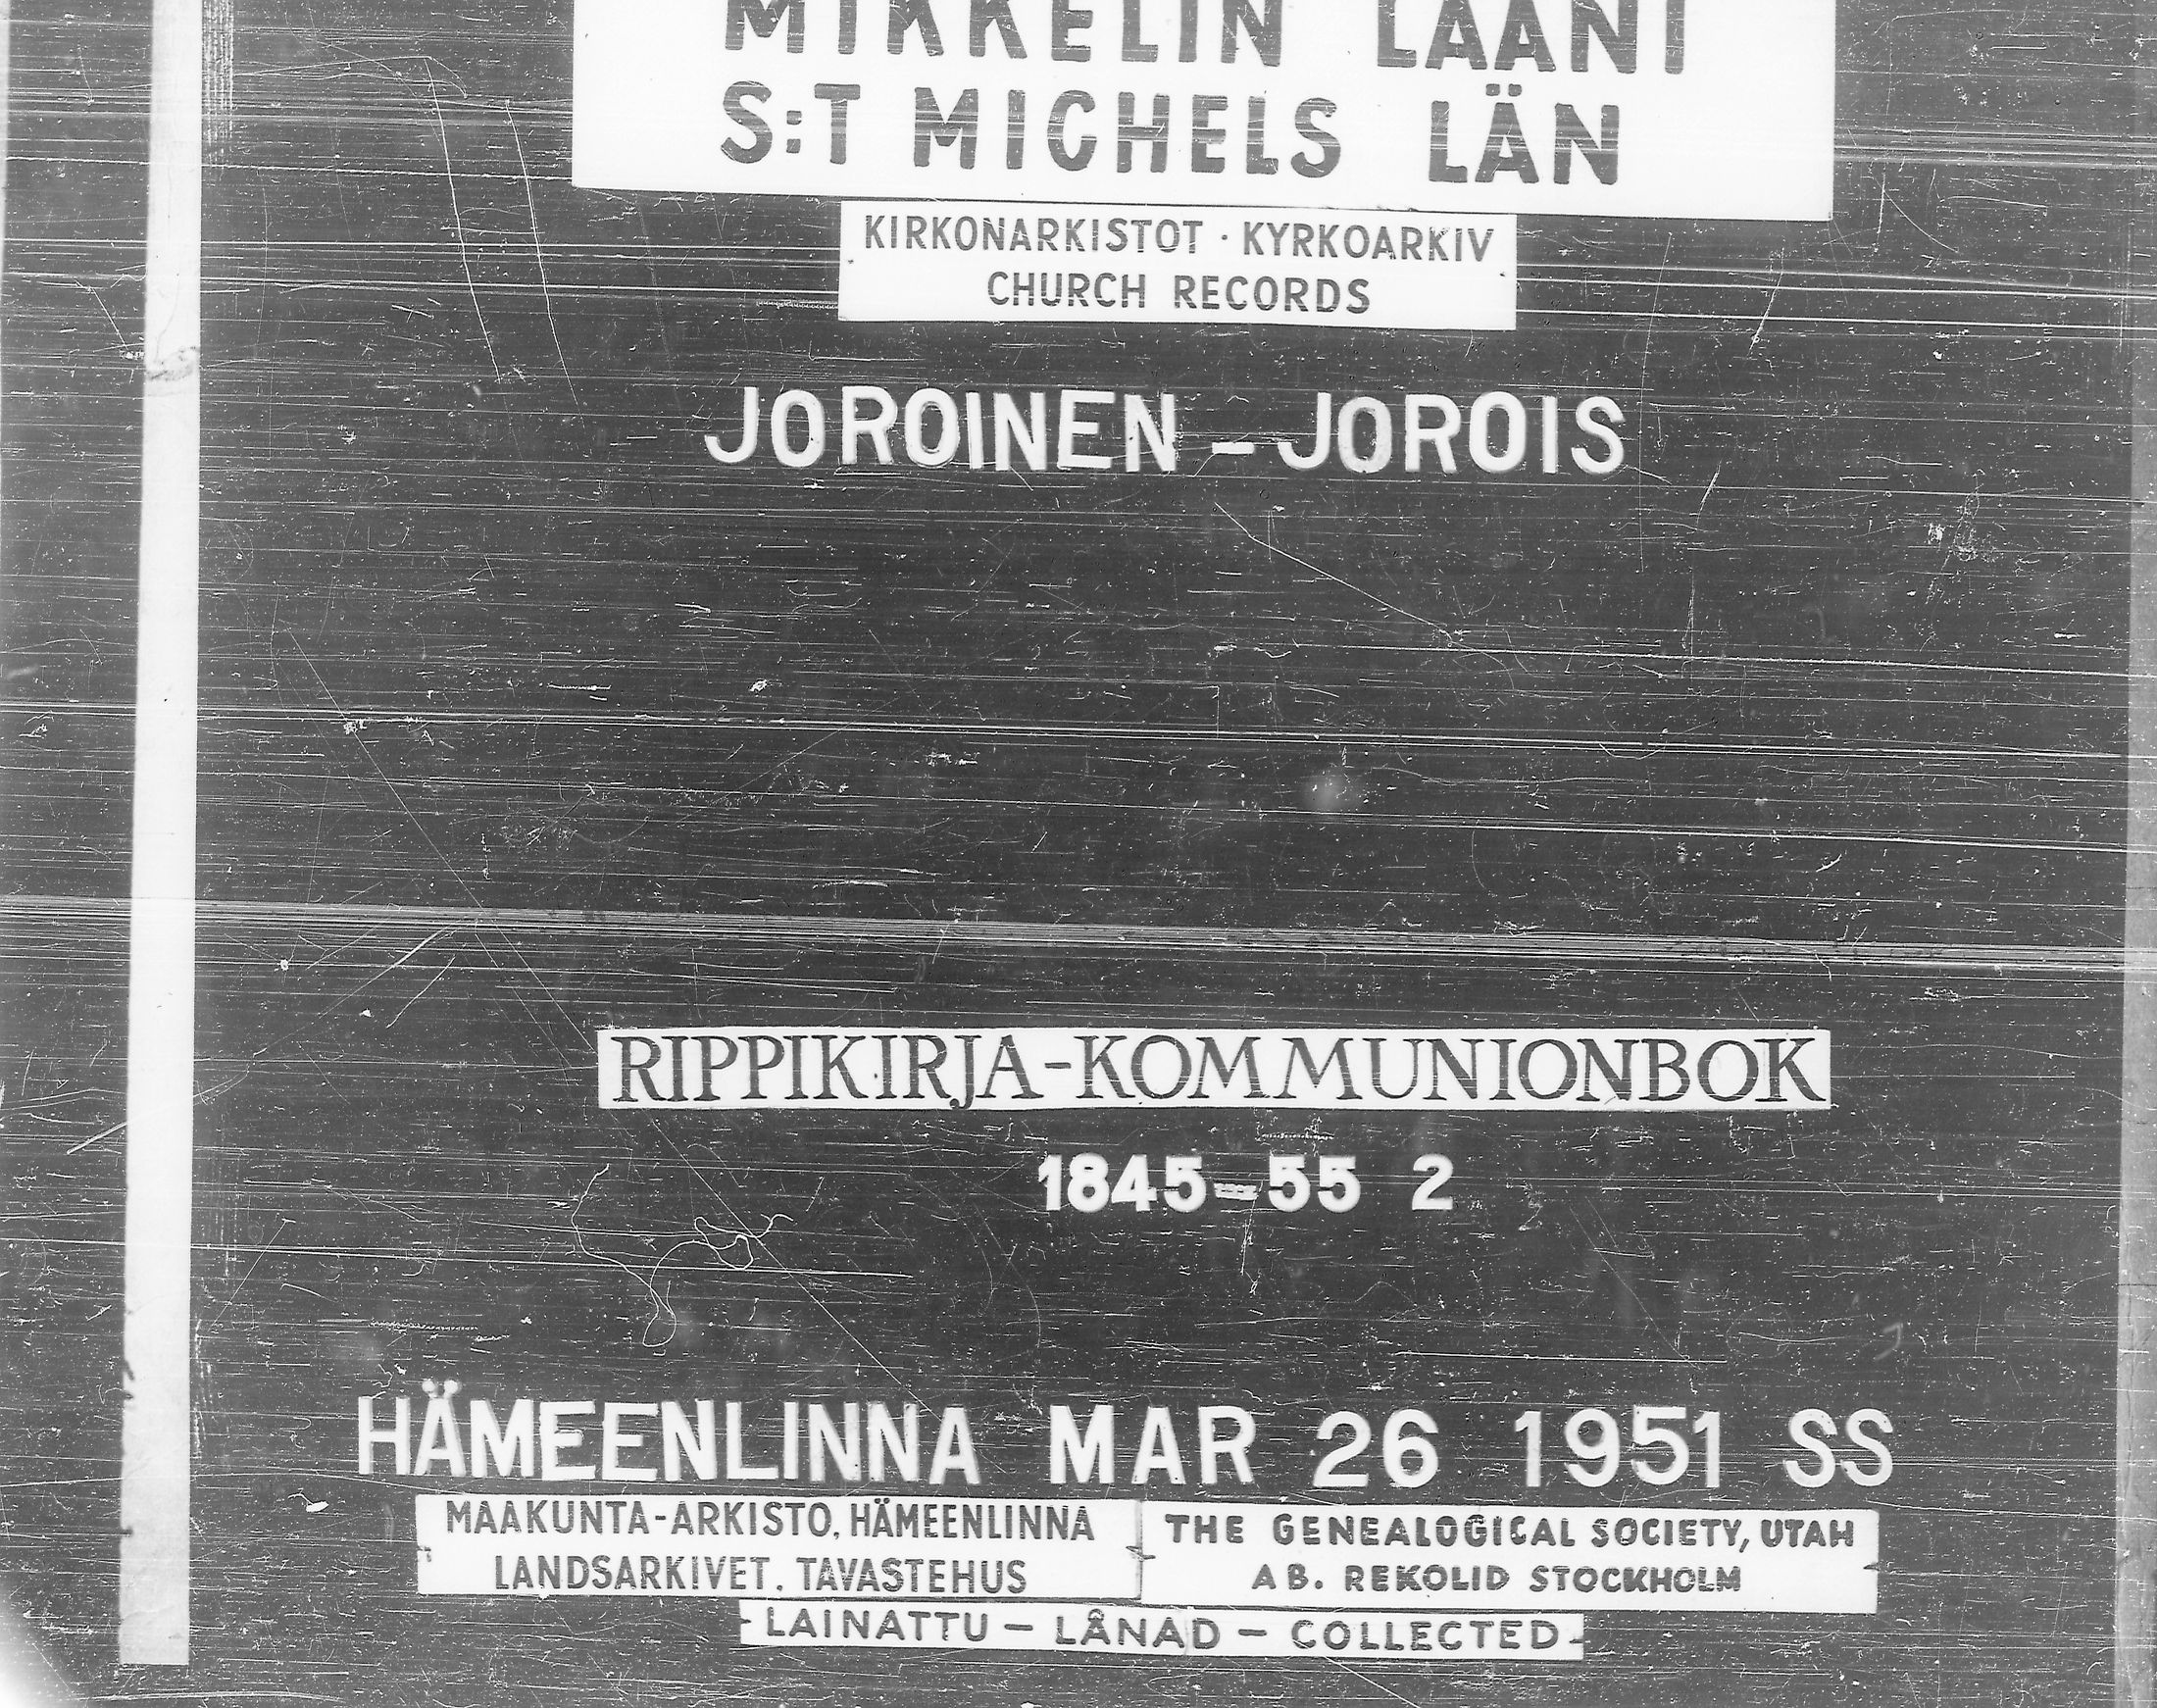 MIKKELIN LÄÄNI
S:T MICHELS LÄN
KIRKONARKISTOT · KYRKOARKIV
CHURCH RECORDS
JOROINEN – JOROIS
RIPPIKIRJA-KOMMUNIONBOK
1845-55 2
HÄMEENLINNA MAR 26 1951 SS
MAAKUNTA-ARKISTO, HÄMEENLINNA
LANDSARKIVET. TAVASTEHUS
THE GENEALOGICAL SOCIETY, UTAH
AB. REKOLID STOCKHOLM
LAINATTU – LÅNAD – COLLECTED